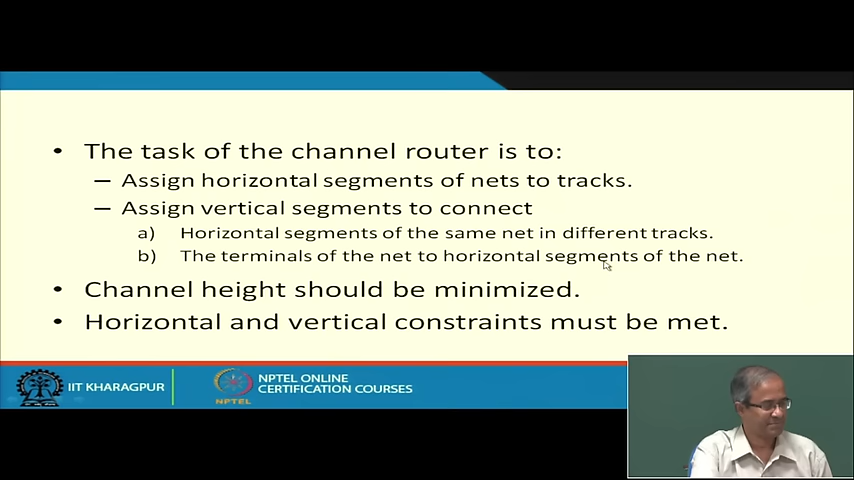 • The task of the channel router is to:
– Assign horizontal segments of nets to tracks.
– Assign vertical segments to connect
a) Horizontal segments of the same net in different tracks.
b) The terminals of the net to horizontal segments of the net.
• Channel height should be minimized.
• Horizontal and vertical constraints must be met.
IIT KHARAGPUR
NPTEL ONLINE
CERTIFICATION COURSES
NPTEL